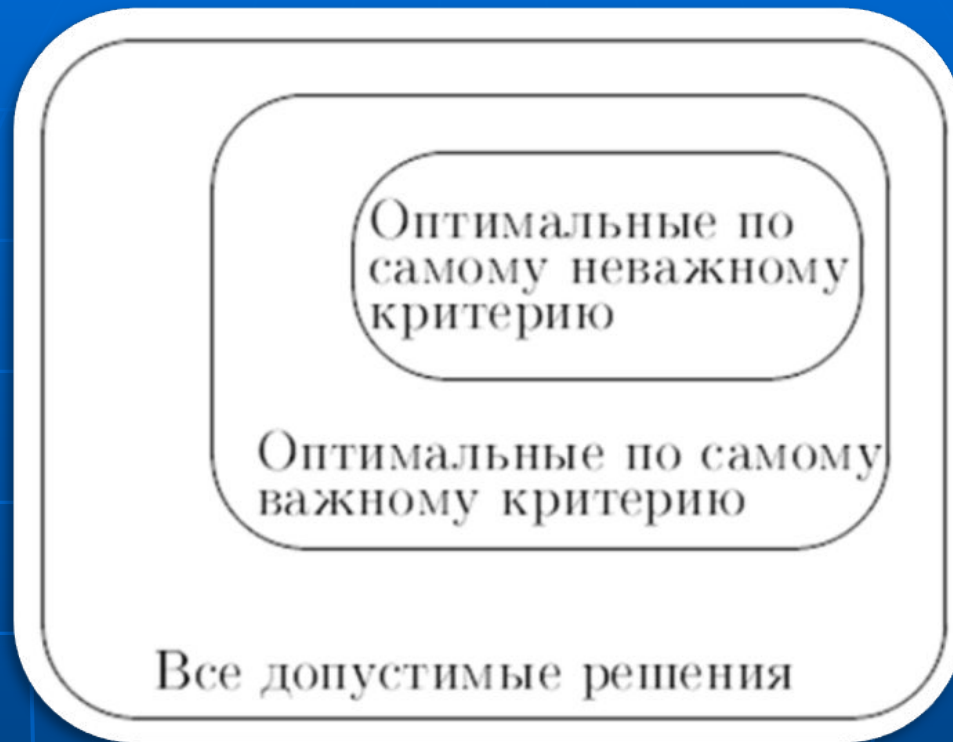 Оптимальные по
самому неважному
критерию
Оптимальные по самому
важному критерию
Все допустимые решения